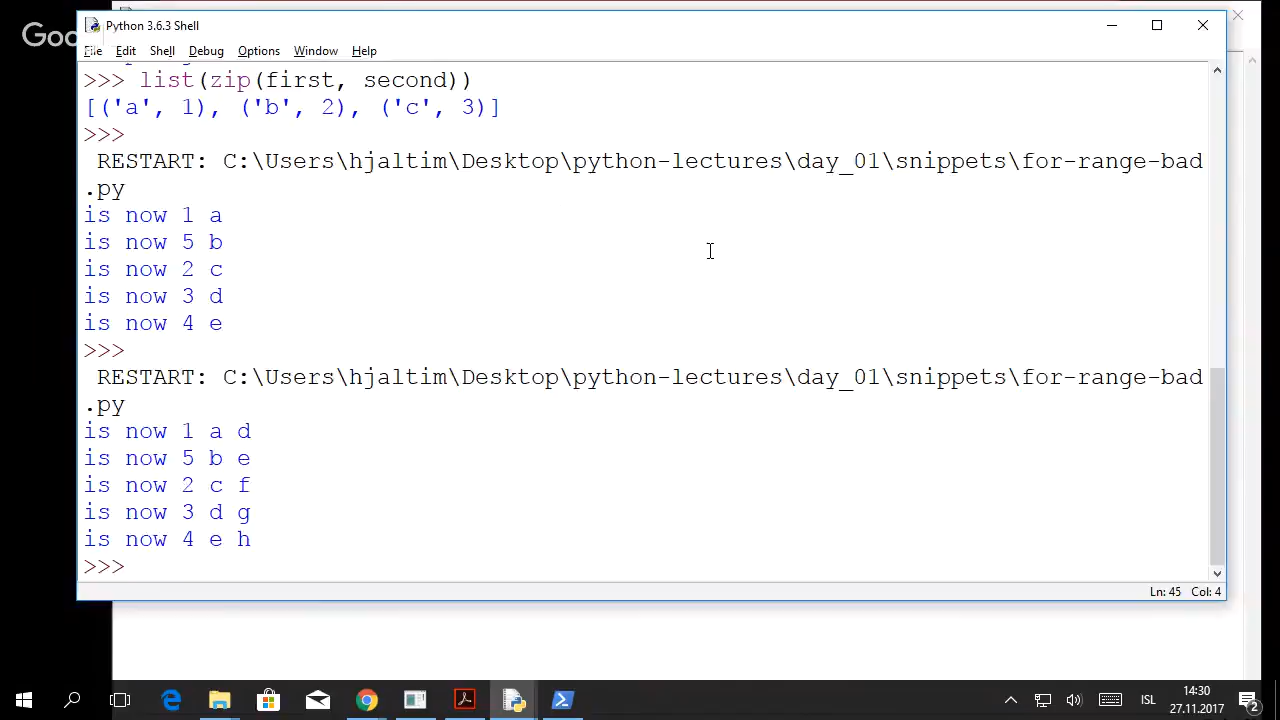 Goo
Python 3.6.3 Shell
File Edit Shell Debug Options Window Help
>>> list(zip(first, second))
[('a', 1), ('b', 2), ('c', 3)]
>>>
RESTART: C:\Users\hjaltim\Desktop\python-lectures\day_01\snippets\for-range-bad
.py
is now 1 a
is now 5 b
is now 2 c
is now 3 d
is now 4 e
>>>
RESTART: C:\Users\hjaltim\Desktop\python-lectures\day_01\snippets\for-range-bad
.py
is now 1 a d
is now 5 b e
is now 2 c f
is now 3 d g
is now 4 e h
>>>
Ln: 45 Col: 4
ISL
14:30
27.11.2017
2